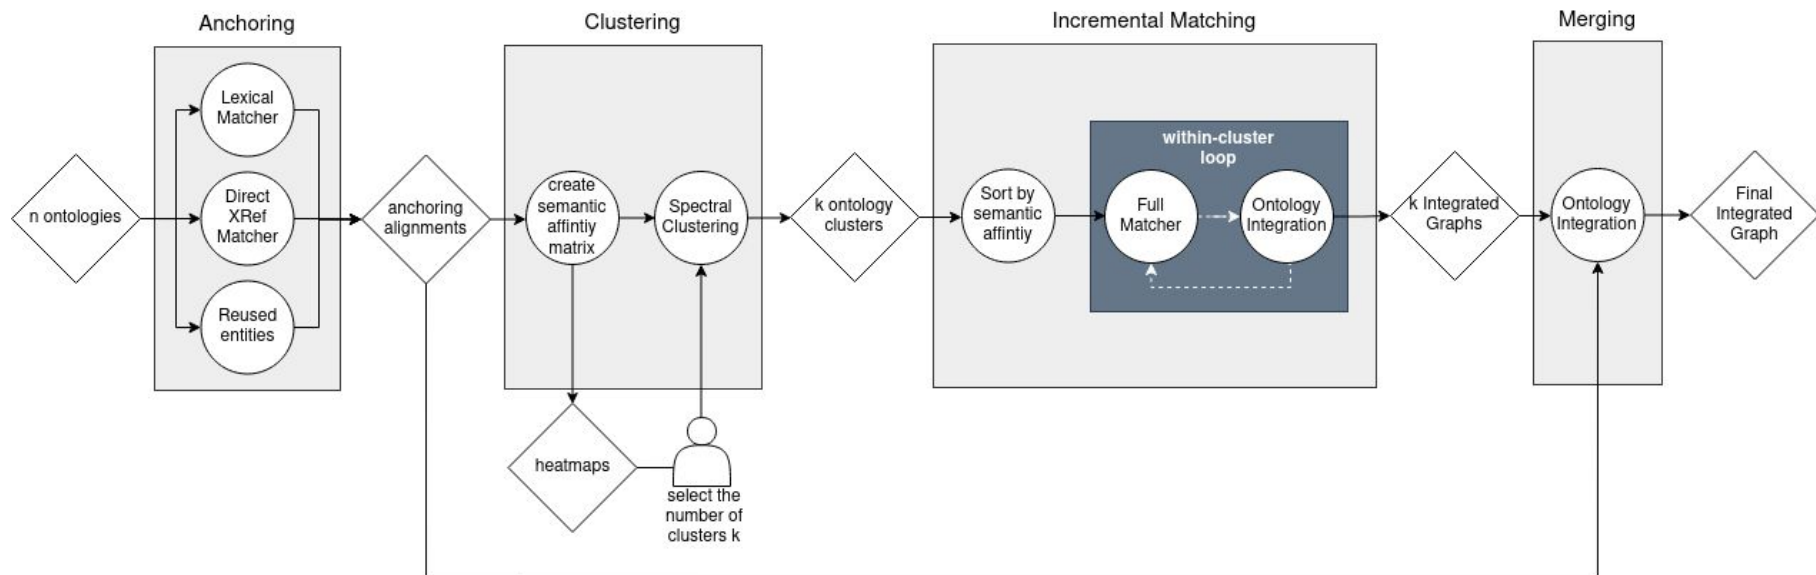 Anchoring
Clustering
Incremental Matching
Merging
n ontologies
Lexical
Matcher
Direct
XRef
Matcher
Reused
entities
anchoring
alignments
create
semantic
affintiy
matrix
Spectral
Clustering
heatmaps
select the
number of
clusters k
k ontology
clusters
Sort by
semantic
affintiy
within-cluster
loop
Full
Matcher
Ontology
Integration
k Integrated
Graphs
Ontology
Integration
Final
Integrated
Graph